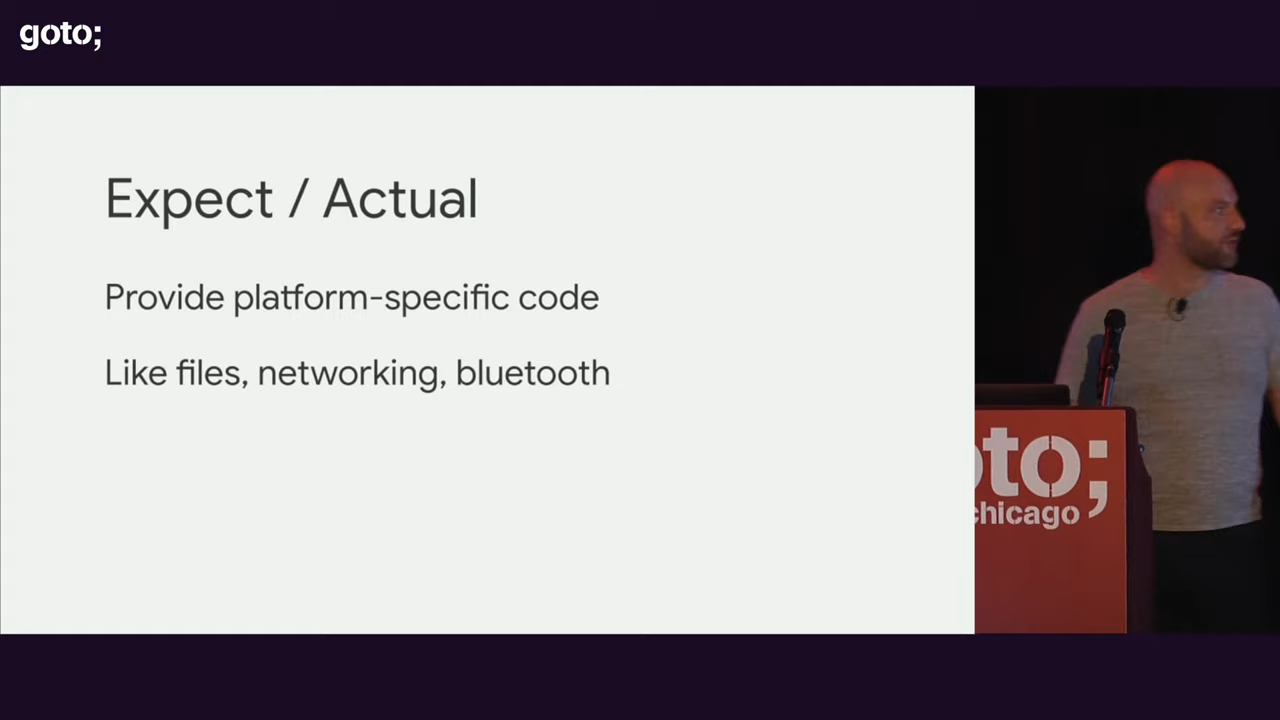 goto;
Expect / Actual
Provide platform-specific code
Like files, networking, bluetooth
oto;
chicago